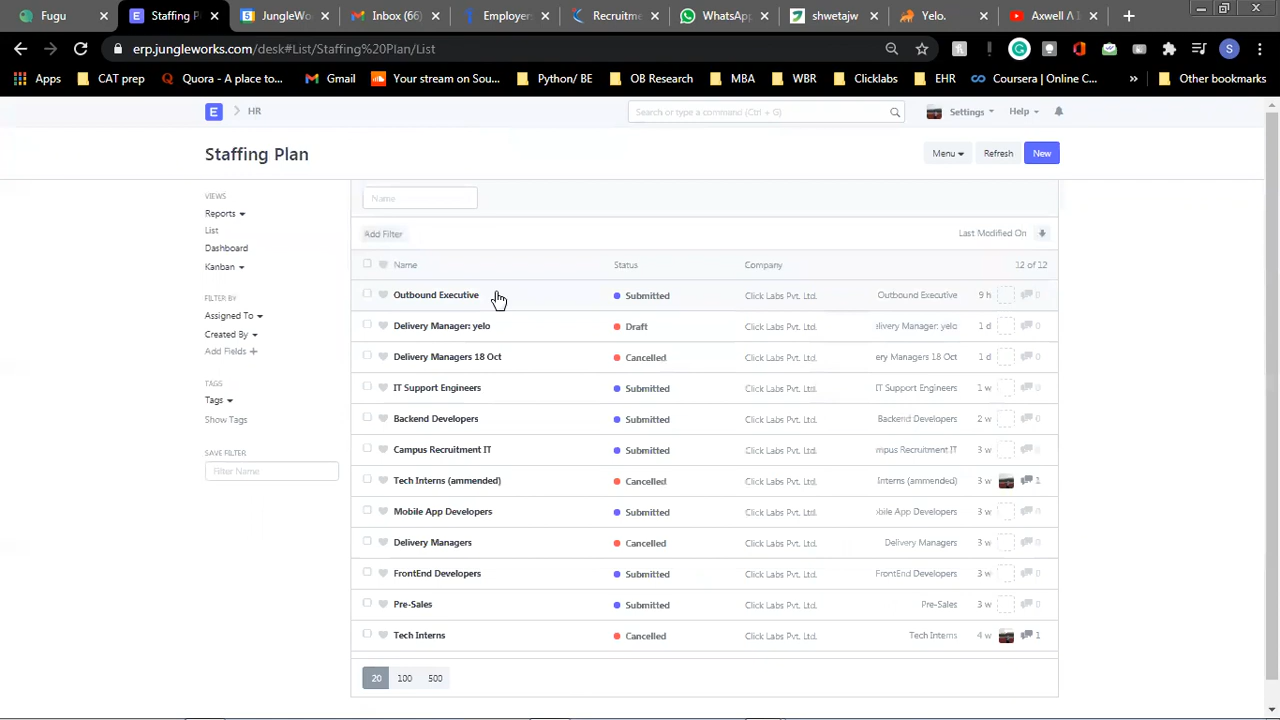 Fugu
Staffing P
JungleWo
Inbox (66)
Employer
Recruitme
WhatsAp
shwetajw
Yelo.
Axwell Λ I
erp.jungleworks.com/desk#List/Staffing%20Plan/List
S
Apps
CAT prep
Quora - A place to...
Gmail
Your stream on Sou...
Python/ BE
OB Research
MBA
WBR
Clicklabs
EHR
Coursera | Online C...
»
Other bookmarks
E
HR
Search or type a command (Ctrl + G)
Settings
Help
Staffing Plan
Menu
Refresh
New
VIEWS
Reports
List
Dashboard
Kanban
FILTER BY
Assigned To
Created By
Add Fields +
TAGS
Tags
Show Tags
SAVE FILTER
Filter Name
Name
Add Filter
Last Modified On
Name Status Company 12 of 12
Outbound Executive Submitted Click Labs Pvt. Ltd. Outbound Executive 9 h 0
Delivery Manager: yelo Draft Click Labs Pvt. Ltd. elivery Manager: yelo 1 d 0
Delivery Managers 18 Oct Cancelled Click Labs Pvt. Ltd. ery Managers 18 Oct 1 d 0
IT Support Engineers Submitted Click Labs Pvt. Ltd. IT Support Engineers 1 w 0
Backend Developers Submitted Click Labs Pvt. Ltd. Backend Developers 2 w 0
Campus Recruitment IT Submitted Click Labs Pvt. Ltd. mpus Recruitment IT 3 w 0
Tech Interns (ammended) Cancelled Click Labs Pvt. Ltd. Interns (ammended) 3 w 1
Mobile App Developers Submitted Click Labs Pvt. Ltd. obile App Developers 3 w 0
Delivery Managers Cancelled Click Labs Pvt. Ltd. Delivery Managers 3 w 0
FrontEnd Developers Submitted Click Labs Pvt. Ltd. FrontEnd Developers 3 w 0
Pre-Sales Submitted Click Labs Pvt. Ltd. Pre-Sales 3 w 0
Tech Interns Cancelled Click Labs Pvt. Ltd. Tech Interns 4 w 1
20 100 500